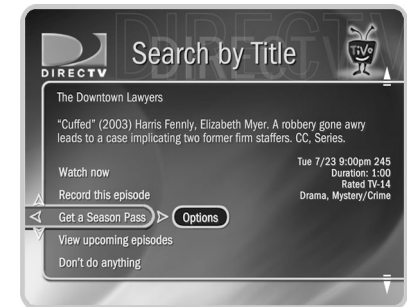 DIRECTV
Search by Title
TiVo
The Downtown Lawyers
“Cuffed” (2003) Harris Fennly, Elizabeth Myer. A robbery gone awry
leads to a case implicating two former firm staffers. CC, Series.
Tue 7/23 9:00pm 245
Duration: 1:00
Rated TV-14
Drama, Mystery/Crime
Watch now
Record this episode
Get a Season Pass
Options
View upcoming episodes
Don’t do anything